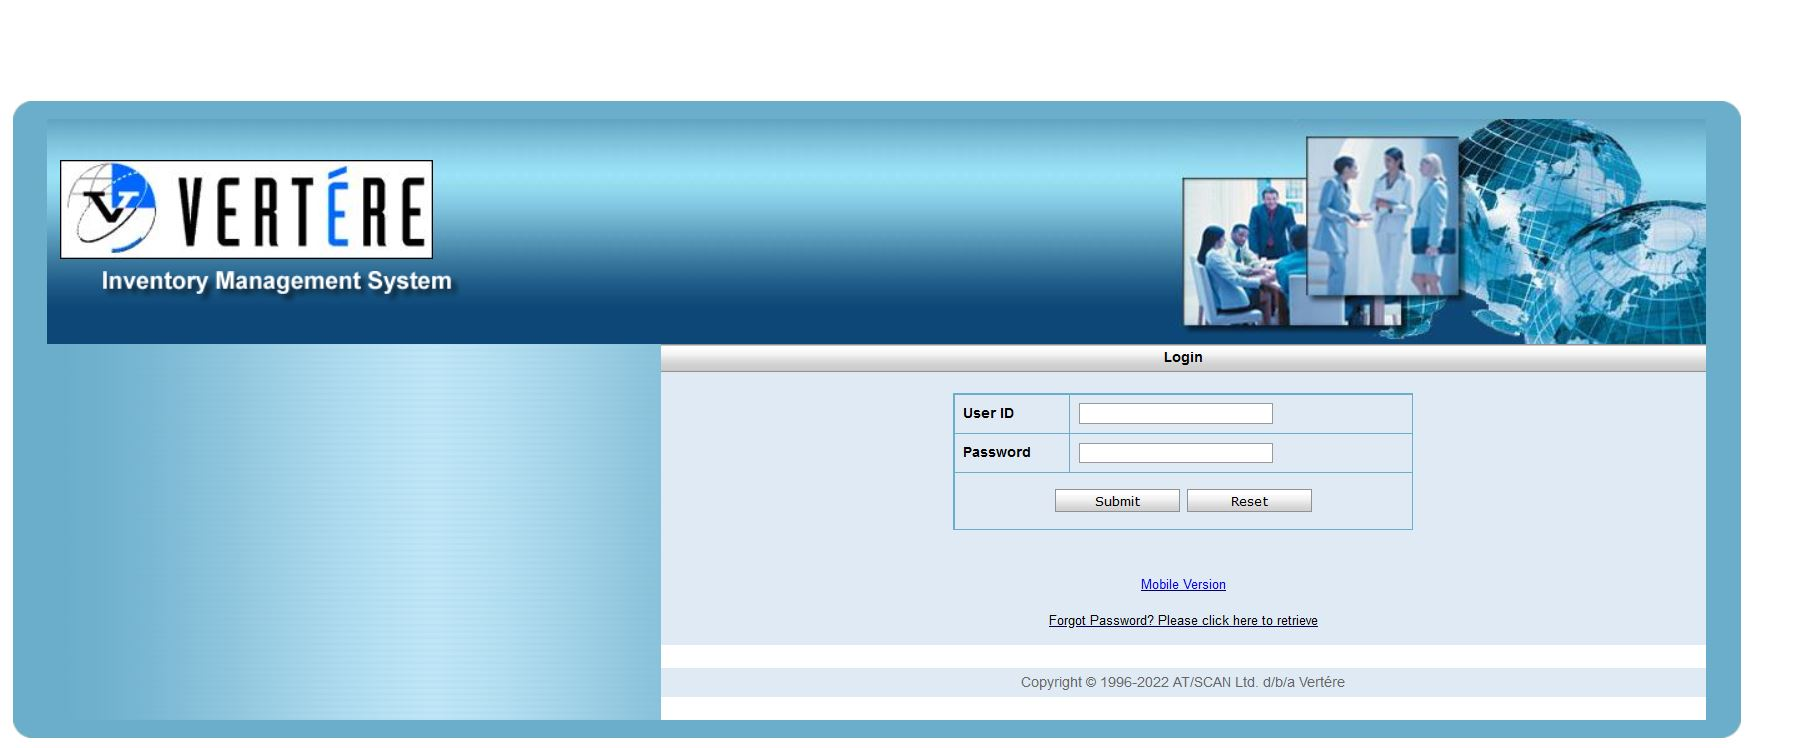 VT VERTÉRE
Inventory Management System
Login
User ID
Password
Submit Reset
Mobile Version
Forgot Password? Please click here to retrieve
Copyright © 1996-2022 AT/SCAN Ltd. d/b/a Vertére